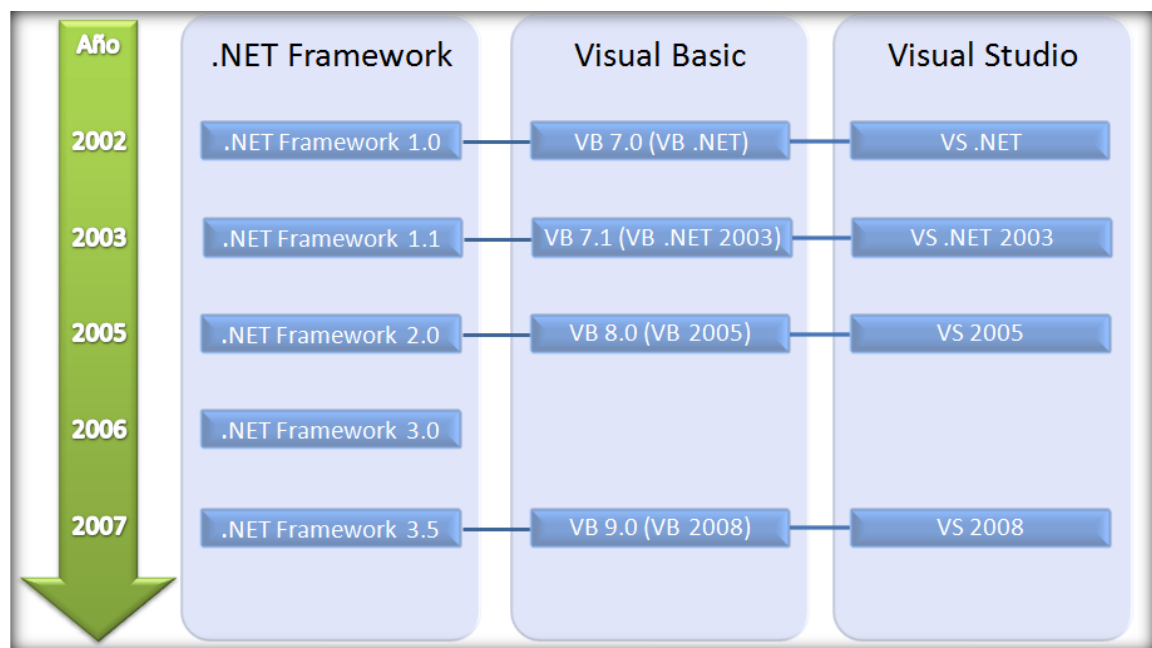 Año
.NET Framework
Visual Basic
Visual Studio
2002
.NET Framework 1.0
VB 7.0 (VB .NET)
VS .NET
2003
.NET Framework 1.1
VB 7.1 (VB .NET 2003)
VS .NET 2003
2005
.NET Framework 2.0
VB 8.0 (VB 2005)
VS 2005
2006
.NET Framework 3.0
2007
.NET Framework 3.5
VB 9.0 (VB 2008)
VS 2008